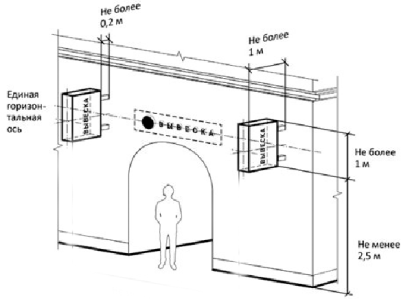 Не более
0,2 м
Не более
1 м
Единая
горизон-
тальная
ось
ВЫВЕСКА
ВЫВЕСКА
ВЫВЕСКА
Не более
1 м
Не менее
2,5 м